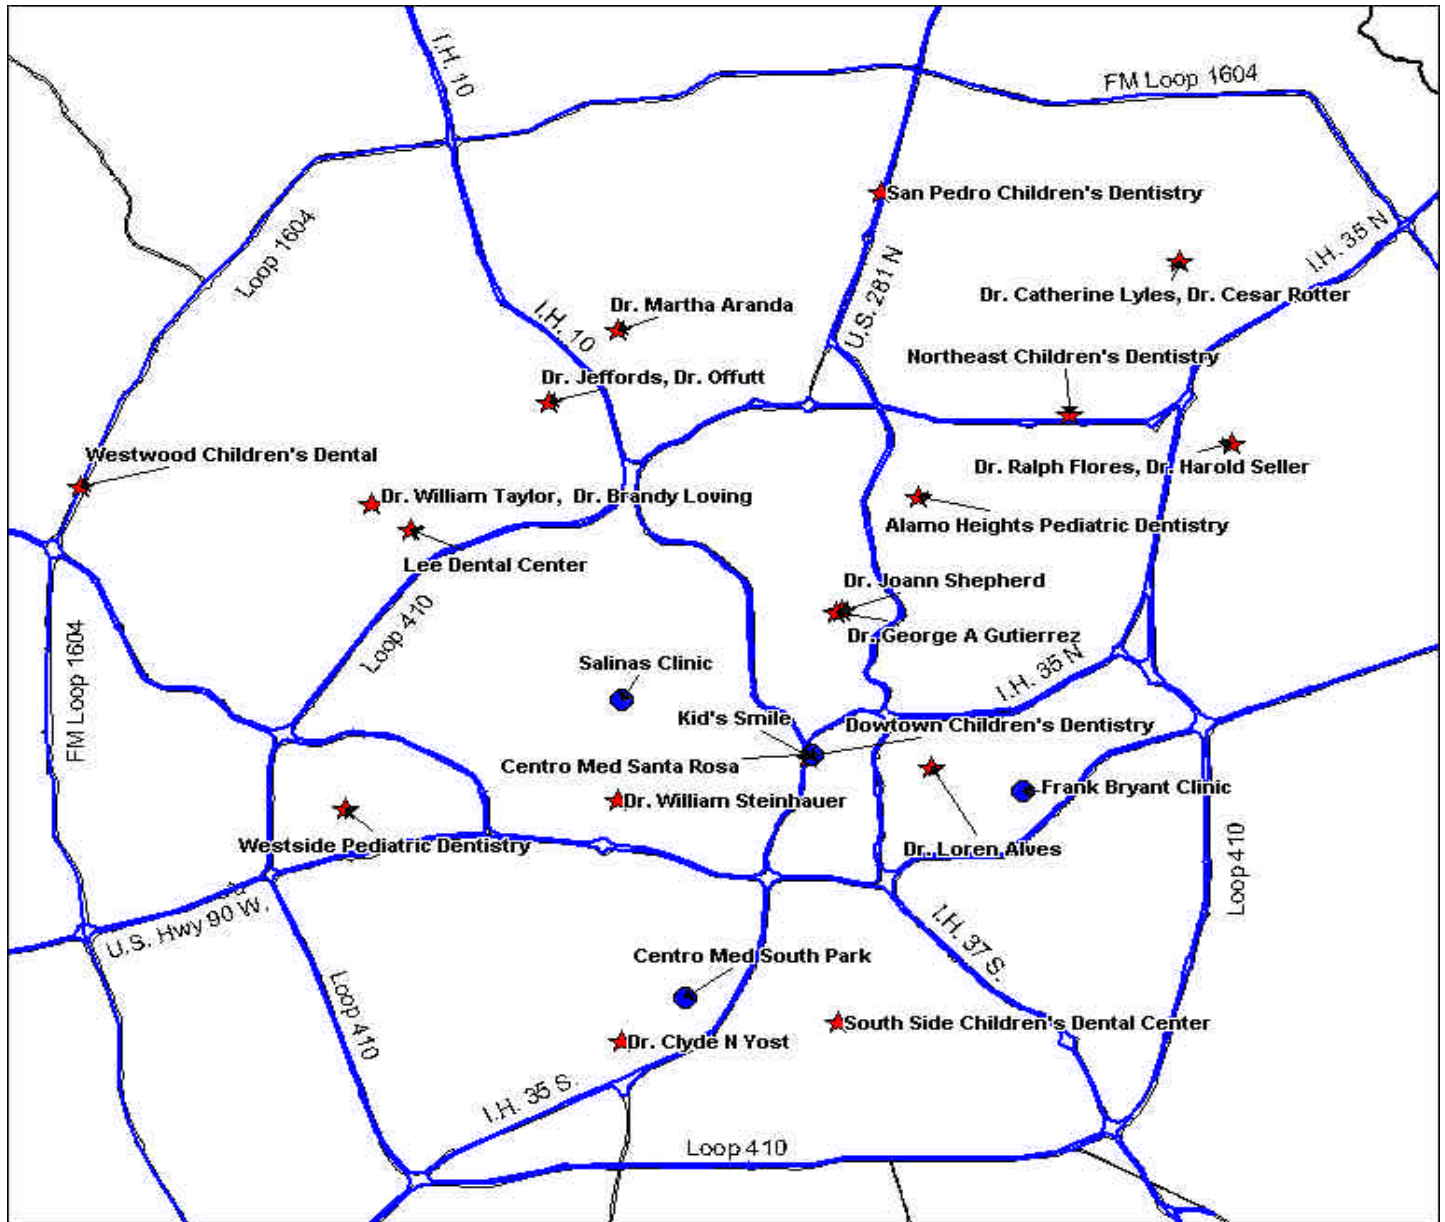 I.H. 10
FM Loop 1604
San Pedro Children's Dentistry
Loop 1604
I.H. 35 N
Dr. Catherine Lyles, Dr. Cesar Rotter
Dr. Martha Aranda
U.S. 281 N
I.H. 10
Northeast Children's Dentistry
Dr. Jeffords, Dr. Offutt
Westwood Children's Dental
Dr. Ralph Flores, Dr. Harold Seller
Dr. William Taylor, Dr. Brandy Loving
Alamo Heights Pediatric Dentistry
Lee Dental Center
Dr. Joann Shepherd
Loop 410
Dr. George A Gutierrez
FM Loop 1604
Salinas Clinic
I.H. 35 N
Kid's Smile
Dowtown Children's Dentistry
Centro Med Santa Rosa
Frank Bryant Clinic
Dr. William Steinhauer
Westside Pediatric Dentistry
Dr. Loren Alves
Loop 410
U.S. Hwy 90 W.
I.H. 37 S.
Centro Med South Park
Loop 410
South Side Children's Dental Center
Dr. Clyde N Yost
I.H. 35 S.
Loop 410